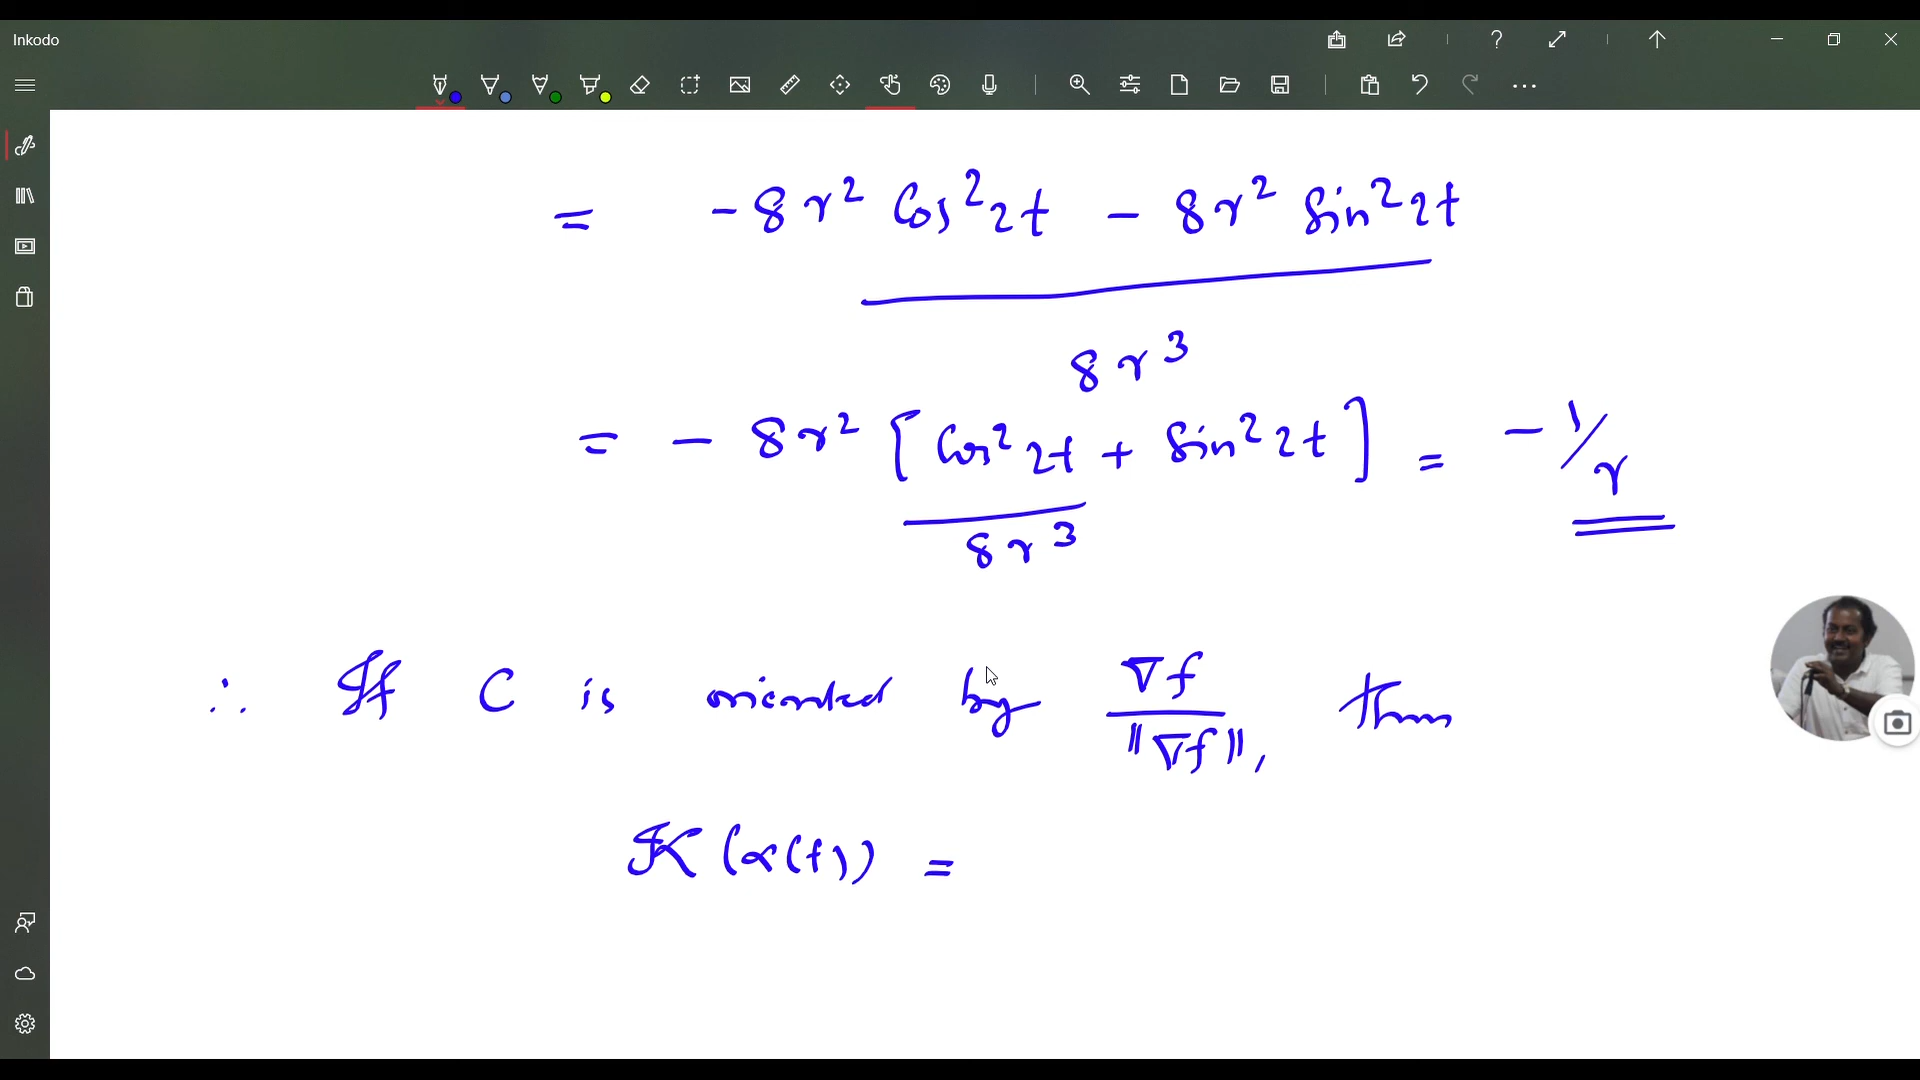 Inkodo
= -8r² Cos²2t - 8r² Sin²2t
8r³
= - 8r² [Cos²2t + Sin²2t] = - 1/r
8r³
∴ If C is oriented by ∇f / ‖∇f‖, then
K(α(t)) =